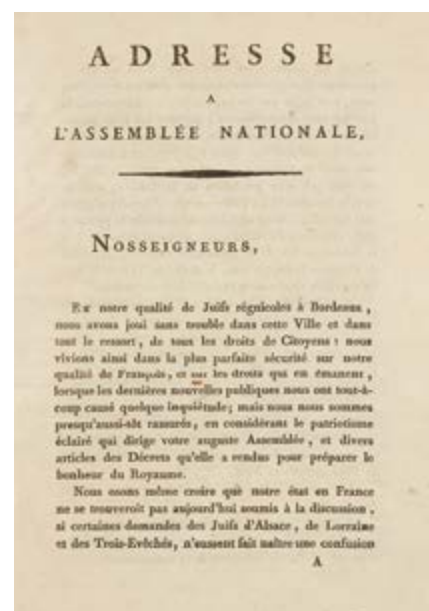 ADRESSE
A
L'ASSEMBLÉE NATIONALE,
NOSSEIGNEURS,
EN notre qualité de Juifs régnicoles à Bordeaux,
nous avons joui sans trouble dans cette Ville et dans
tout le ressort, de tous les droits de Citoyens : nous
vivions ainsi dans la plus parfaite sécurité sur notre
qualité de François, et sur les droits qui en émanent,
lorsque les dernières nouvelles publiques nous ont tout-à-
coup causé quelque inquiétude; mais nous nous sommes
presqu'aussi-tôt rassurés, en considérant le patriotisme
éclairé qui dirige votre auguste Assemblée, et divers
articles des Décrets qu'elle a rendus pour préparer le
bonheur du Royaume.
Nous osons même croire que notre état en France
ne se trouveroit pas aujourd'hui soumis à la discussion,
si certaines demandes des Juifs d'Alsace, de Lorraine
et des Trois-Evêchés, n'eussent fait naître une confusion
A